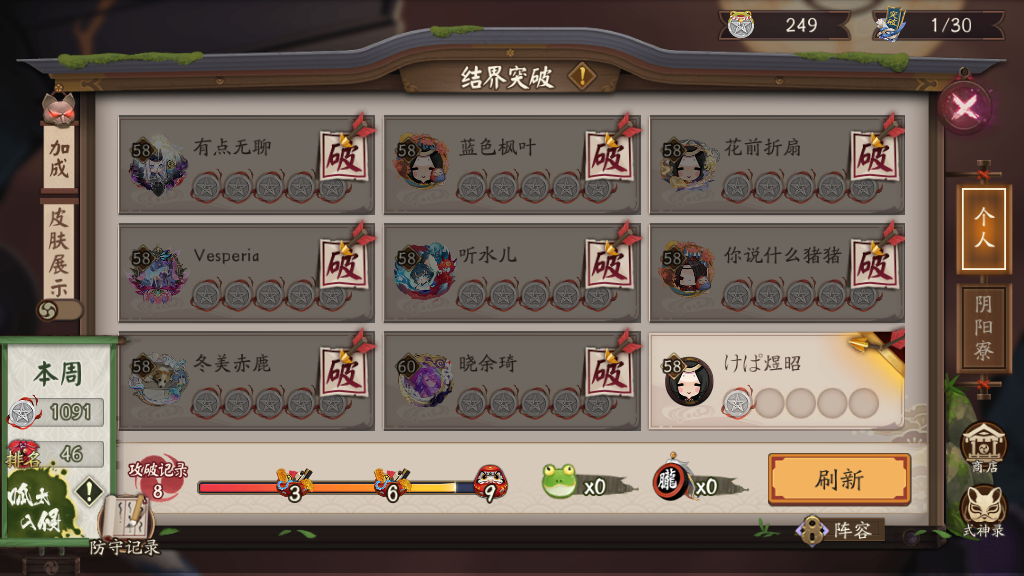 249
1/30
结界突破
加成
皮肤展示
58
有点无聊
破
58
蓝色枫叶
破
58
花前折扇
破
58
Vesperia
破
58
听水儿
破
58
你说什么猪猪
破
58
冬美赤鹿
破
60
晓余琦
破
58
けぱ煜昭
个人
阴阳寮
本周
1091
排名
46
呱太入侵
防守记录
攻破记录
8
3
6
9
x0
臘
x0
刷新
阵容
商店
式神录